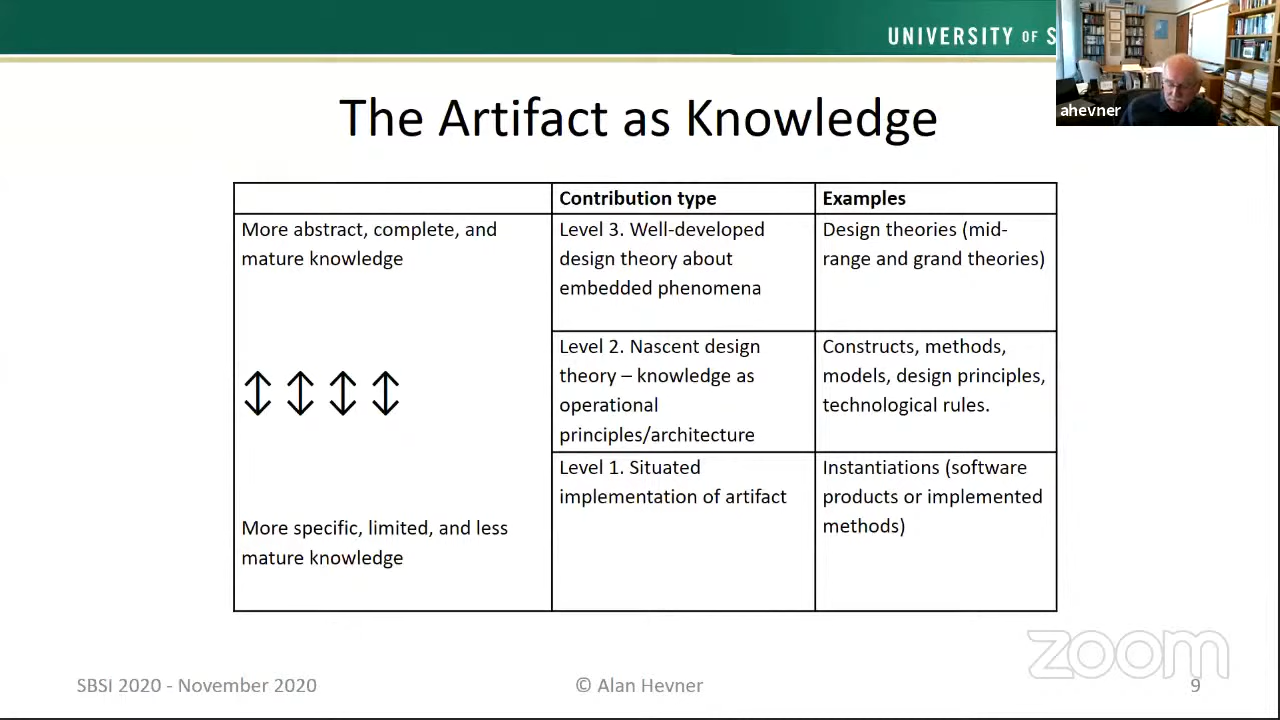 UNIVERSITY OF S
ahevner
The Artifact as Knowledge
Contribution type
Examples
More abstract, complete, and
mature knowledge
Level 3. Well-developed
design theory about
embedded phenomena
Design theories (mid-
range and grand theories)
Level 2. Nascent design
theory – knowledge as
operational
principles/architecture
Constructs, methods,
models, design principles,
technological rules.
More specific, limited, and less
mature knowledge
Level 1. Situated
implementation of artifact
Instantiations (software
products or implemented
methods)
zoom
SBSI 2020 - November 2020
© Alan Hevner
9